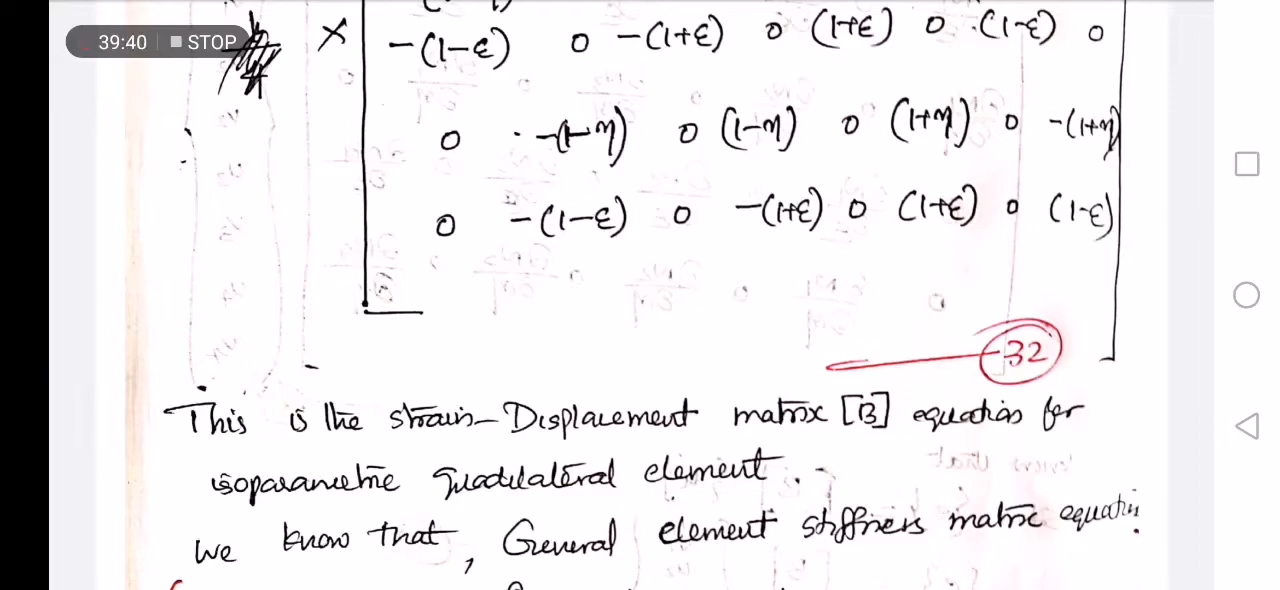 39:40 STOP
× -(1-ε) 0 -(1+ε) 0 (1+ε) 0 (1-ε) 0
0 -(1-η) 0 (1-η) 0 (1+η) 0 -(1+η)
0 -(1-ε) 0 -(1+ε) 0 (1+ε) 0 (1-ε)
32
This is the strain-Displacement matrix [B] equation for
isoparametric quadrilateral element.
we know that, General element stiffness matrix equation